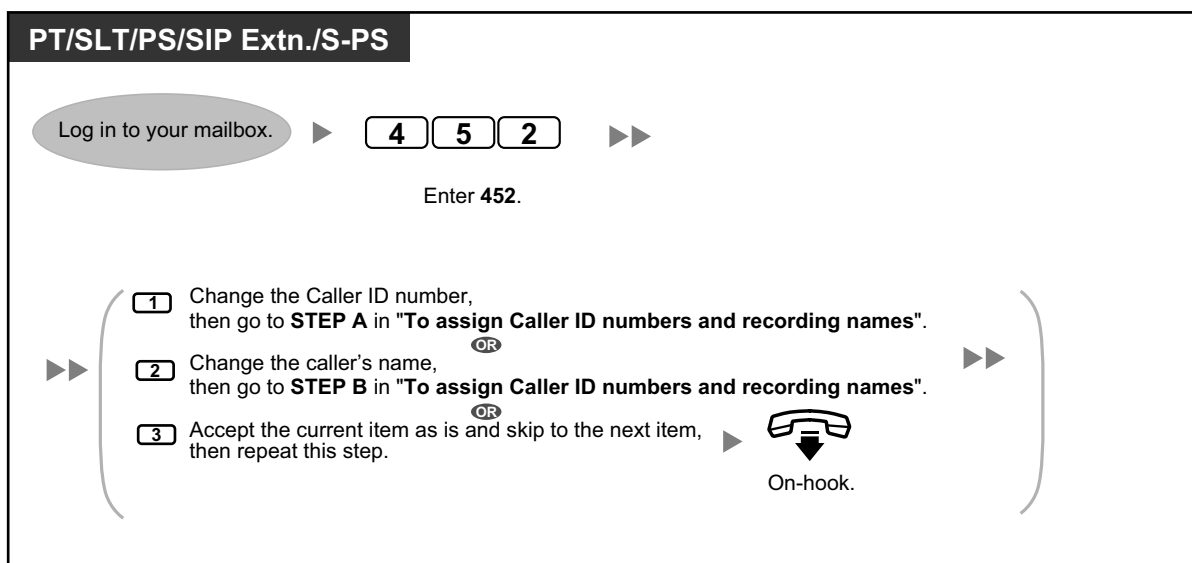 PT/SLT/PS/SIP Extn./S-PS
Log in to your mailbox.
4 5 2
Enter 452.
1 Change the Caller ID number,
then go to STEP A in "To assign Caller ID numbers and recording names".
OR
2 Change the caller's name,
then go to STEP B in "To assign Caller ID numbers and recording names".
OR
3 Accept the current item as is and skip to the next item,
then repeat this step.
On-hook.